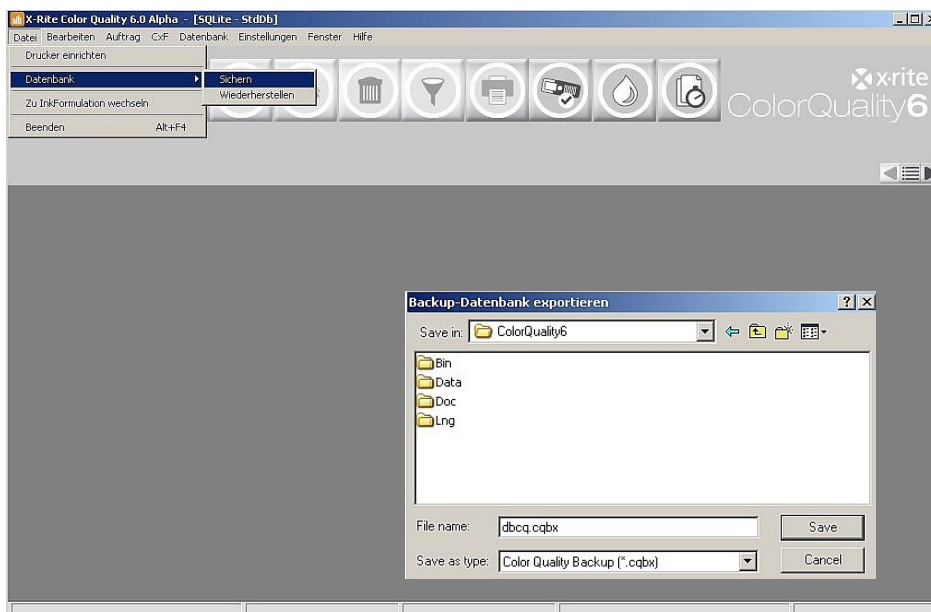 X-Rite Color Quality 6.0 Alpha - [SQLite - StdDb]
Datei Bearbeiten Auftrag CxF Datenbank Einstellungen Fenster Hilfe
Drucker einrichten
Datenbank
Sichern
Wiederherstellen
Zu InkFormulation wechseln
Beenden Alt+F4
x·rite
ColorQuality6
Backup-Datenbank exportieren
Save in: ColorQuality6
Bin
Data
Doc
Lng
File name: dbcq.cqbx Save
Save as type: Color Quality Backup (*.cqbx) Cancel